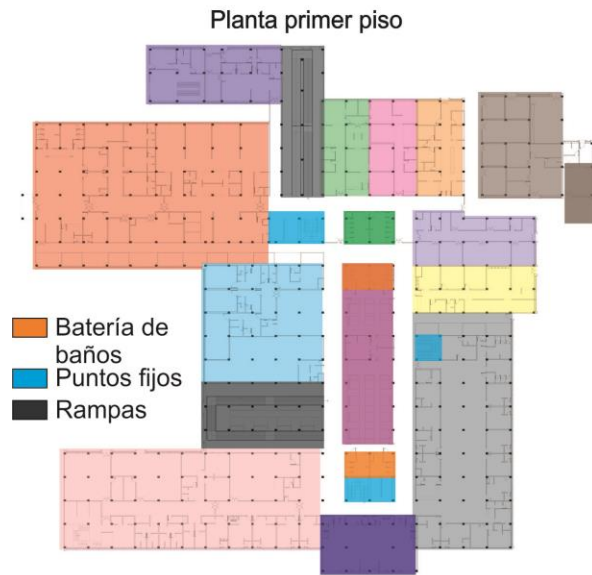 Planta primer piso
Batería de
baños
Puntos fijos
Rampas